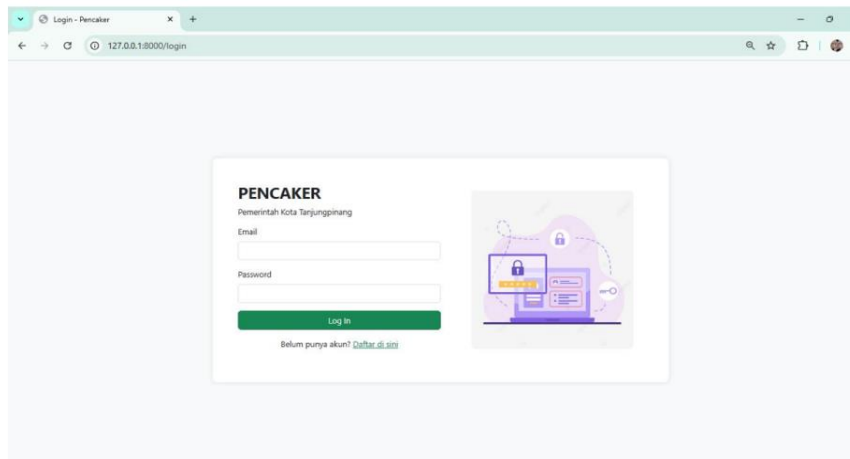 Login - Pencaker
127.0.0.1:8000/login
PENCAKER
Pemerintah Kota Tanjungpinang
Email
Password
Log In
Belum punya akun? Daftar di sini